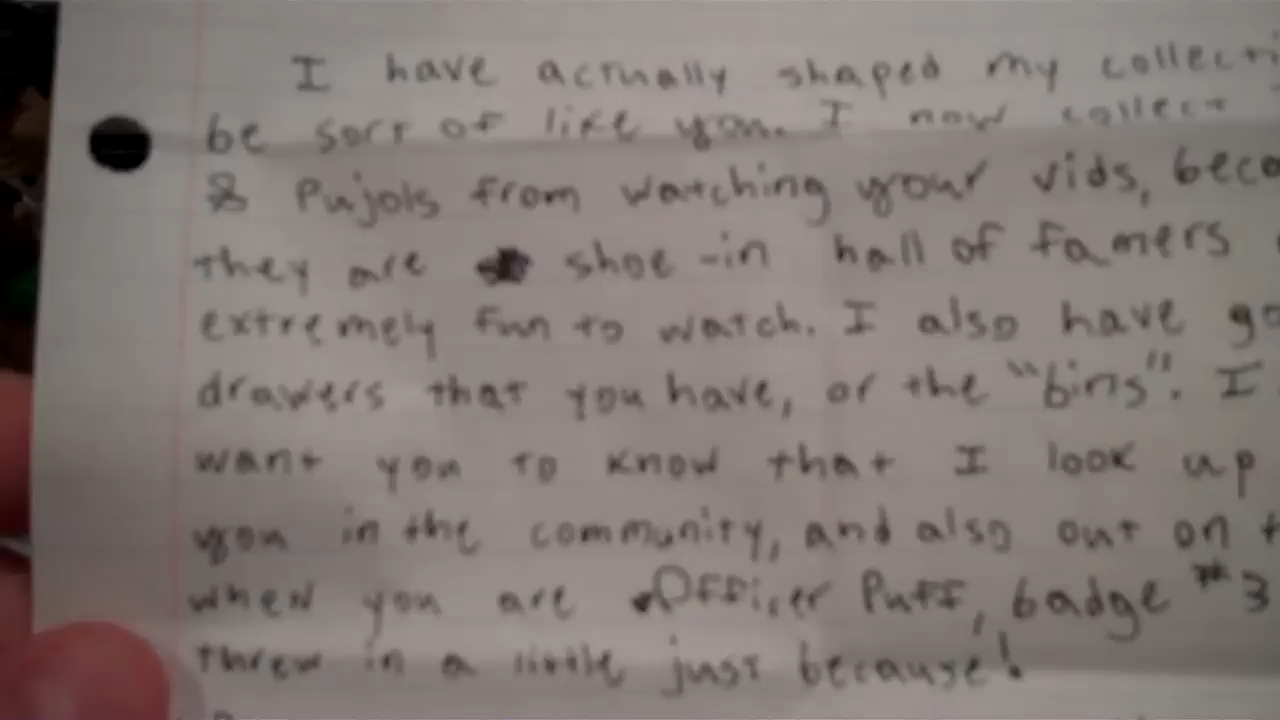 I have actually shaped my collecti
be sort of like you. I now collect
& Pujols from watching your vids, beca
they are shoe-in hall of famers
extremely fun to watch. I also have go
drawers that you have, or the "bins". I
want you to know that I look up
you in the community, and also out on t
when you are Officer Puff, badge #3
threw in a little just because!